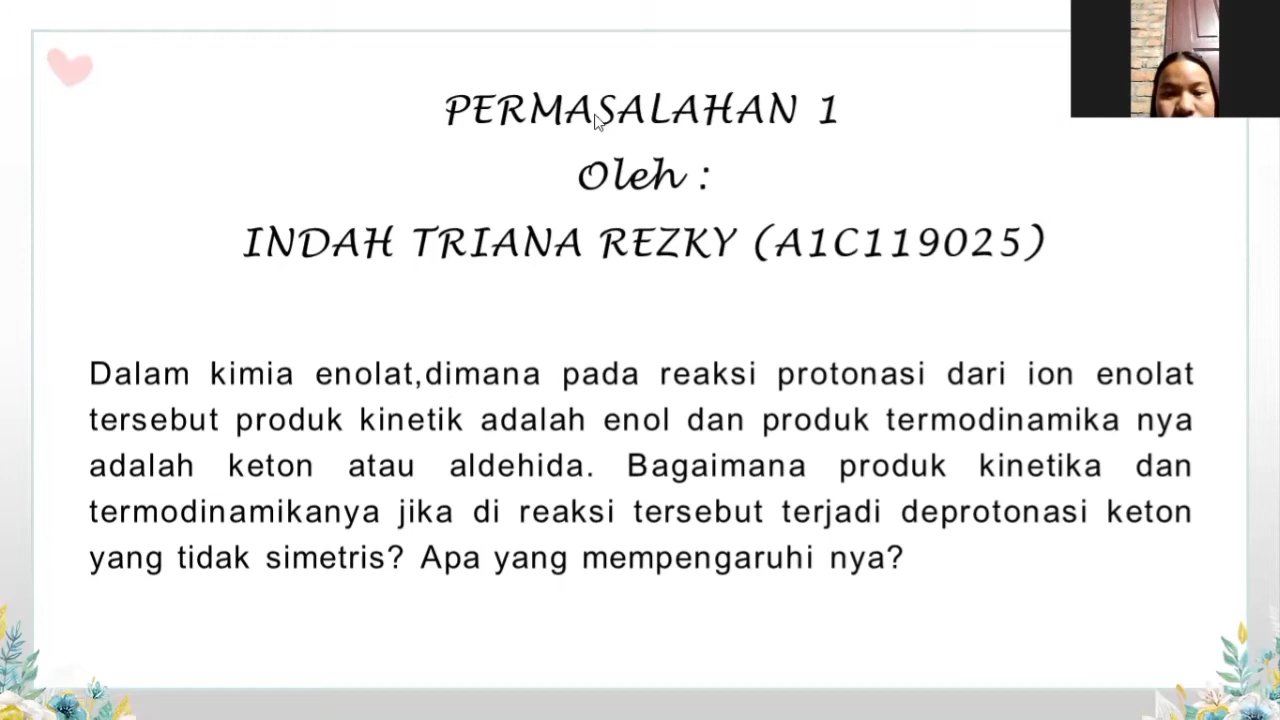 PERMASALAHAN 1
Oleh :
INDAH TRIANA REZKY (A1C119025)
Dalam kimia enolat,dimana pada reaksi protonasi dari ion enolat
tersebut produk kinetik adalah enol dan produk termodinamika nya
adalah keton atau aldehida. Bagaimana produk kinetika dan
termodinamikanya jika di reaksi tersebut terjadi deprotonasi keton
yang tidak simetris? Apa yang mempengaruhi nya?